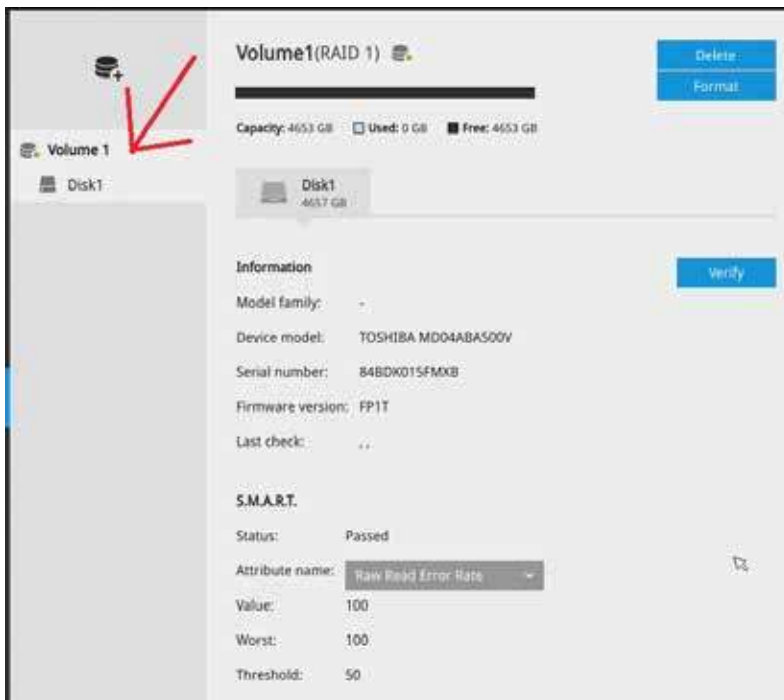 Volume 1
Disk1
Volume1(RAID 1)
Delete
Format
Capacity: 4653 GB Used: 0 GB Free: 4653 GB
Disk1
4657 GB
Information
Verify
Model family: -
Device model: TOSHIBA MD04ABA500V
Serial number: 84BDK015FMXB
Firmware version: FP1T
Last check: , ,
S.M.A.R.T.
Status: Passed
Attribute name: Raw Read Error Rate
Value: 100
Worst: 100
Threshold: 50